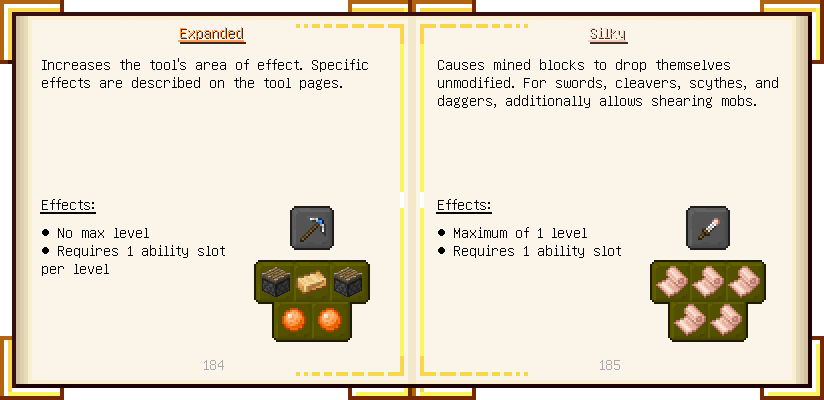 Expanded
Increases the tool's area of effect. Specific
effects are described on the tool pages.
Effects:
● No max level
● Requires 1 ability slot
per level
184
Silky
Causes mined blocks to drop themselves
unmodified. For swords, cleavers, scythes, and
daggers, additionally allows shearing mobs.
Effects:
● Maximum of 1 level
● Requires 1 ability slot
185